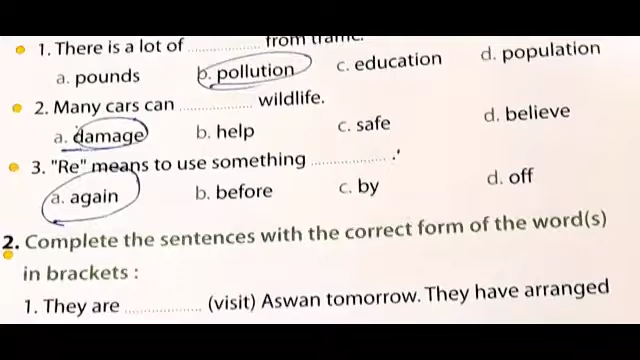 1. There is a lot of .................. from traffic.
a. pounds b. pollution c. education d. population
2. Many cars can .................. wildlife.
a. damage b. help c. safe d. believe
3. "Re" means to use something .................. .
a. again b. before c. by d. off
2. Complete the sentences with the correct form of the word(s)
in brackets :
1. They are .................. (visit) Aswan tomorrow. They have arranged